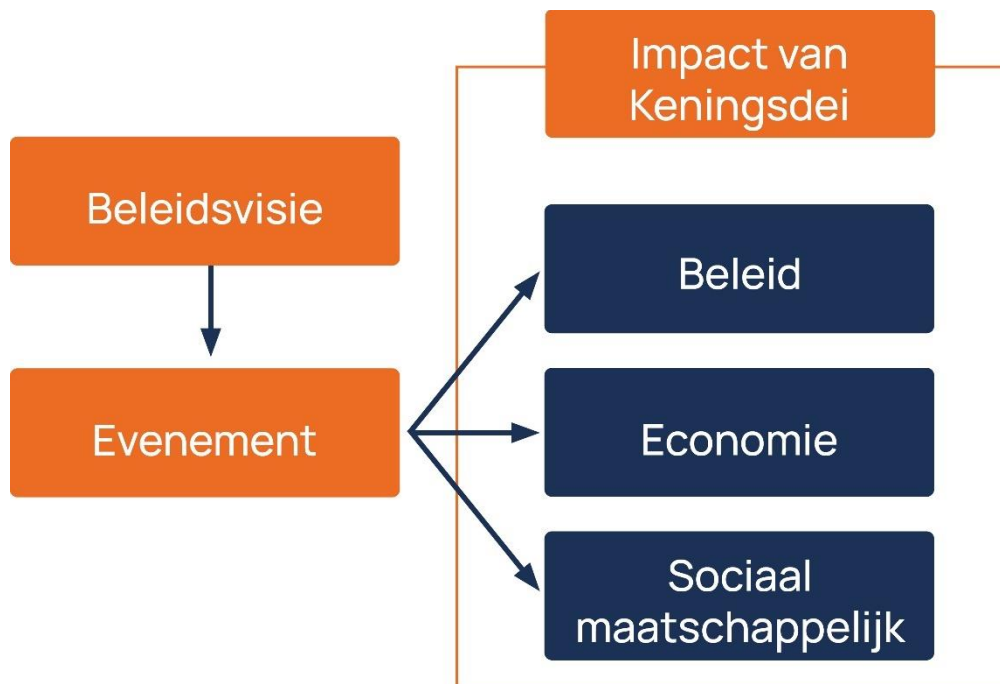 Impact van
Keningsdei
Beleidsvisie
Beleid
Evenement
Economie
Sociaal
maatschappelijk